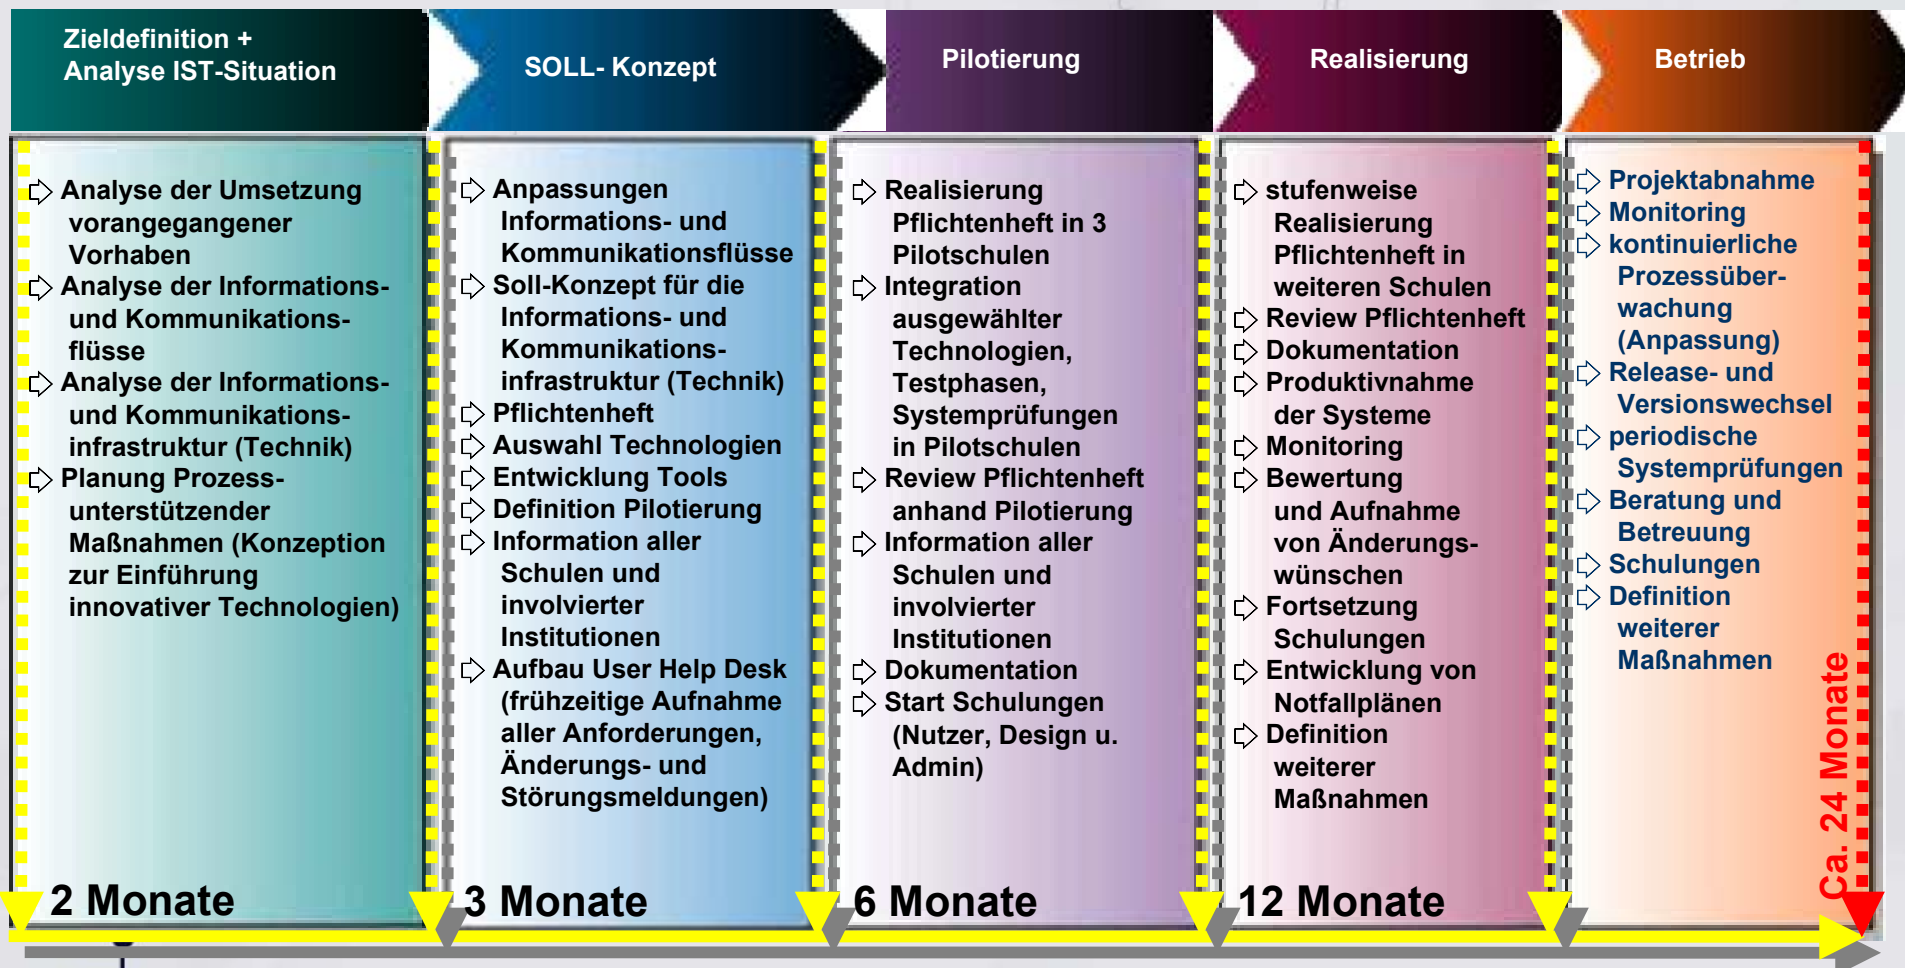 Zieldefinition +
Analyse IST-Situation
SOLL- Konzept
Pilotierung
Realisierung
Betrieb
Analyse der Umsetzung
vorangegangener
Vorhaben
Analyse der Informations-
und Kommunikations-
flüsse
Analyse der Informations-
und Kommunikations-
infrastruktur (Technik)
Planung Prozess-
unterstützender
Maßnahmen (Konzeption
zur Einführung
innovativer Technologien)
2 Monate
Anpassungen
Informations- und
Kommunikationsflüsse
Soll-Konzept für die
Informations- und
Kommunikations-
infrastruktur (Technik)
Pflichtenheft
Auswahl Technologien
Entwicklung Tools
Definition Pilotierung
Information aller
Schulen und
involvierter
Institutionen
Aufbau User Help Desk
(frühzeitige Aufnahme
aller Anforderungen,
Änderungs- und
Störungsmeldungen)
3 Monate
Realisierung
Pflichtenheft in 3
Pilotschulen
Integration
ausgewählter
Technologien,
Testphasen,
Systemprüfungen
in Pilotschulen
Review Pflichtenheft
anhand Pilotierung
Information aller
Schulen und
involvierter
Institutionen
Dokumentation
Start Schulungen
(Nutzer, Design u.
Admin)
6 Monate
stufenweise
Realisierung
Pflichtenheft in
weiteren Schulen
Review Pflichtenheft
Dokumentation
Produktivnahme
der Systeme
Monitoring
Bewertung
und Aufnahme
von Änderungs-
wünschen
Fortsetzung
Schulungen
Entwicklung von
Notfallplänen
Definition
weiterer
Maßnahmen
12 Monate
Projektabnahme
Monitoring
kontinuierliche
Prozessüber-
wachung
(Anpassung)
Release- und
Versionswechsel
periodische
Systemprüfungen
Beratung und
Betreuung
Schulungen
Definition
weiterer
Maßnahmen
Ca. 24 Monate